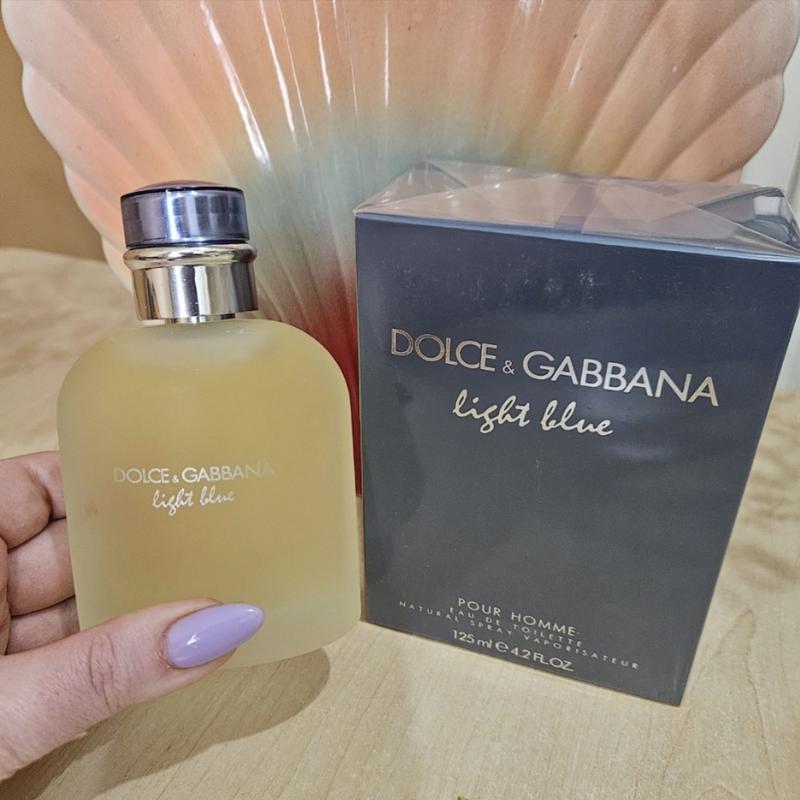 DOLCE & GABBANA
light blue
DOLCE & GABBANA
light blue
POUR HOMME
EAU DE TOILETTE
NATURAL SPRAY VAPORISATEUR
125 ml ℮ 4.2 FL.OZ.